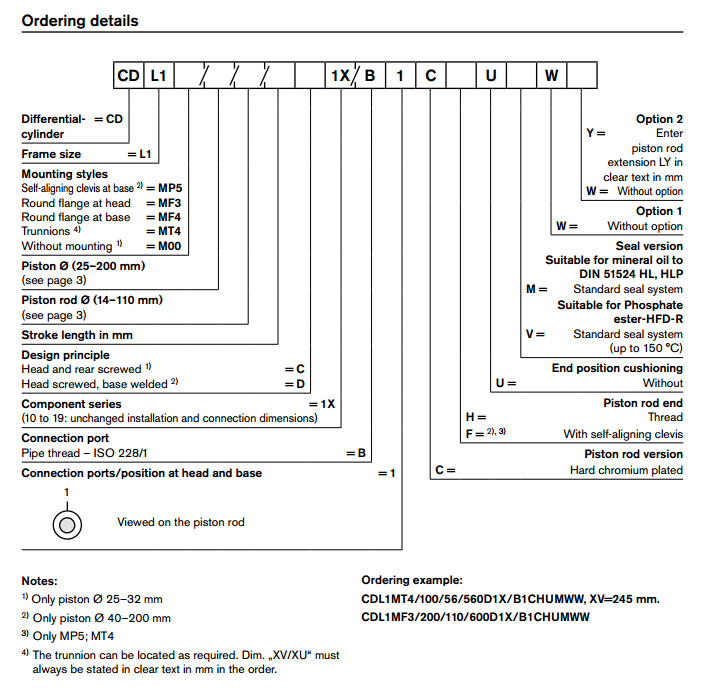 Ordering details
CD L1 / / / 1X/ B 1 C U W
Differential- = CD
cylinder
Frame size = L1
Mounting styles
Self-aligning clevis at base 2) = MP5
Round flange at head = MF3
Round flange at base = MF4
Trunnions 4) = MT4
Without mounting 1) = M00
Piston Ø (25–200 mm)
(see page 3)
Piston rod Ø (14–110 mm)
(see page 3)
Stroke length in mm
Design principle
Head and rear screwed 1) = C
Head screwed, base welded 2) = D
Component series = 1X
(10 to 19: unchanged installation and connection dimensions)
Connection port
Pipe thread – ISO 228/1 = B
Connection ports/position at head and base = 1
1
Viewed on the piston rod
Option 2
Y = Enter
piston rod
extension LY in
clear text in mm
W = Without option
Option 1
W = Without option
Seal version
Suitable for mineral oil to
DIN 51524 HL, HLP
M = Standard seal system
Suitable for Phosphate
ester-HFD-R
V = Standard seal system
(up to 150 °C)
End position cushioning
U = Without
Piston rod end
H = Thread
F = 2), 3) With self-aligning clevis
Piston rod version
C = Hard chromium plated
Notes:
1) Only piston Ø 25–32 mm
2) Only piston Ø 40–200 mm
3) Only MP5; MT4
4) The trunnion can be located as required. Dim. „XV/XU“ must
always be stated in clear text in mm in the order.
Ordering example:
CDL1MT4/100/56/560D1X/B1CHUMWW, XV=245 mm.
CDL1MF3/200/110/600D1X/B1CHUMWW